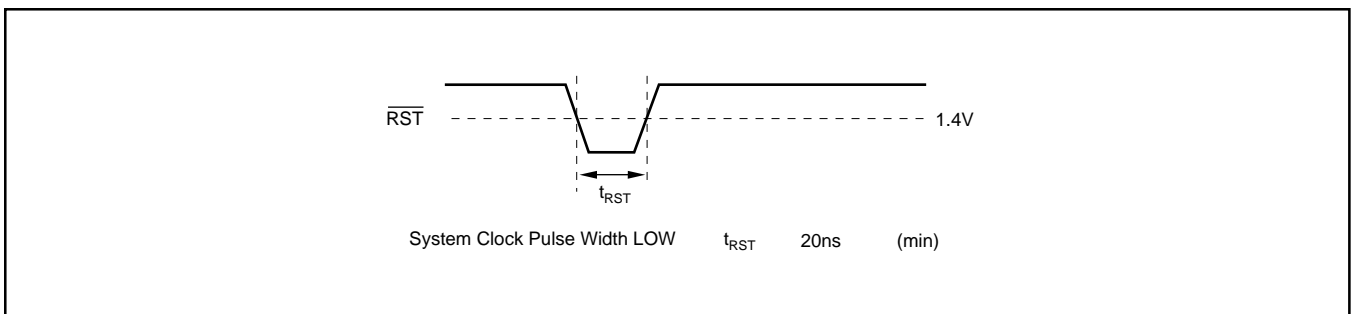 RST 1.4V
tRST
System Clock Pulse Width LOW tRST 20ns (min)